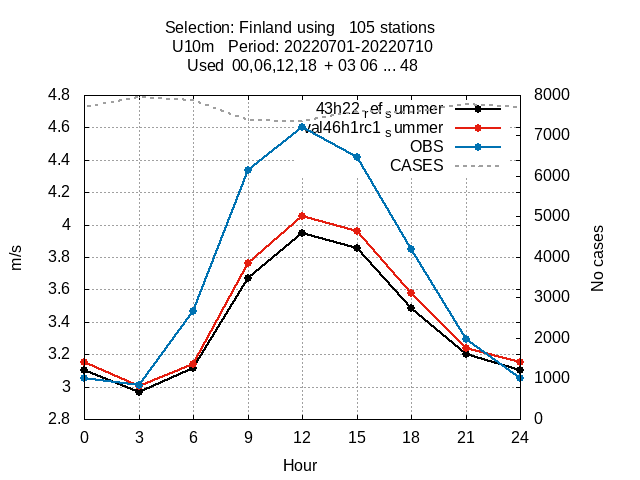 Selection: Finland using 105 stations
U10m Period: 20220701-20220710
Used 00,06,12,18 + 03 06 ... 48
4.8
4.6
4.4
4.2
4
3.8
3.6
3.4
3.2
3
2.8
m/s
43h22_ref_summer
val46h1rc1_summer
OBS
CASES
8000
7000
6000
5000
4000
3000
2000
1000
0
No cases
0 3 6 9 12 15 18 21 24
Hour